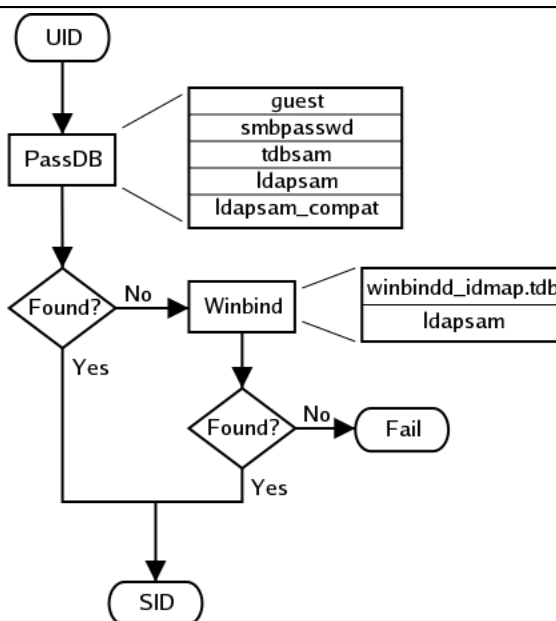 UID
PassDB
guest
smbpasswd
tdbsam
ldapsam
ldapsam_compat
Found?
No
Yes
Winbind
winbindd_idmap.tdb
ldapsam
Found?
No
Yes
Fail
SID